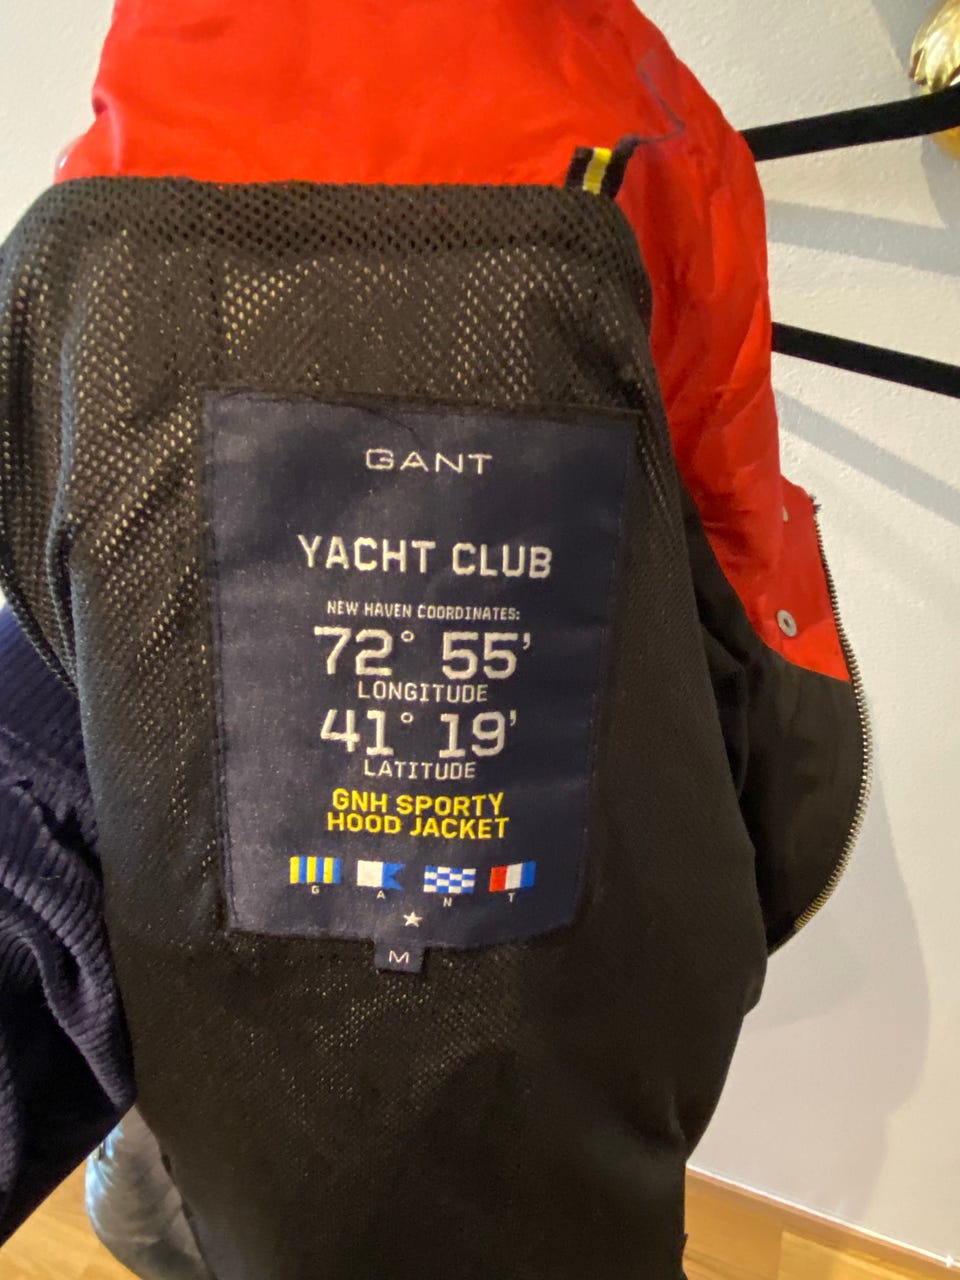 GANT
YACHT CLUB
NEW HAVEN COORDINATES:
72° 55'
LONGITUDE
41° 19'
LATITUDE
GNH SPORTY
HOOD JACKET
G A N T
M